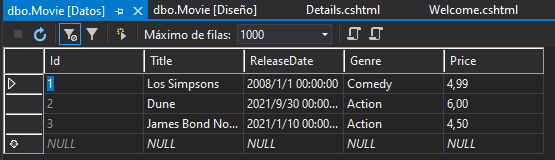 dbo.Movie [Datos] dbo.Movie [Diseño] Details.cshtml Welcome.cshtml
Máximo de filas: 1000
Id Title ReleaseDate Genre Price
1 Los Simpsons 2008/1/1 00:00:00 Comedy 4,99
2 Dune 2021/9/30 00:00... Action 6,00
3 James Bond No... 2021/1/10 00:00... Action 4,50
NULL NULL NULL NULL NULL